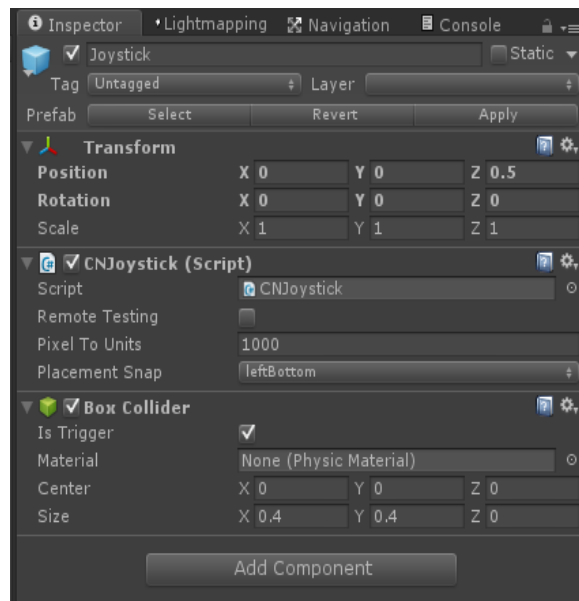 Inspector Lightmapping Navigation Console
Joystick Static
Tag Untagged Layer
Prefab Select Revert Apply
Transform
Position X 0 Y 0 Z 0.5
Rotation X 0 Y 0 Z 0
Scale X 1 Y 1 Z 1
CNJoystick (Script)
Script CNJoystick
Remote Testing
Pixel To Units 1000
Placement Snap leftBottom
Box Collider
Is Trigger
Material None (Physic Material)
Center X 0 Y 0 Z 0
Size X 0.4 Y 0.4 Z 0
Add Component